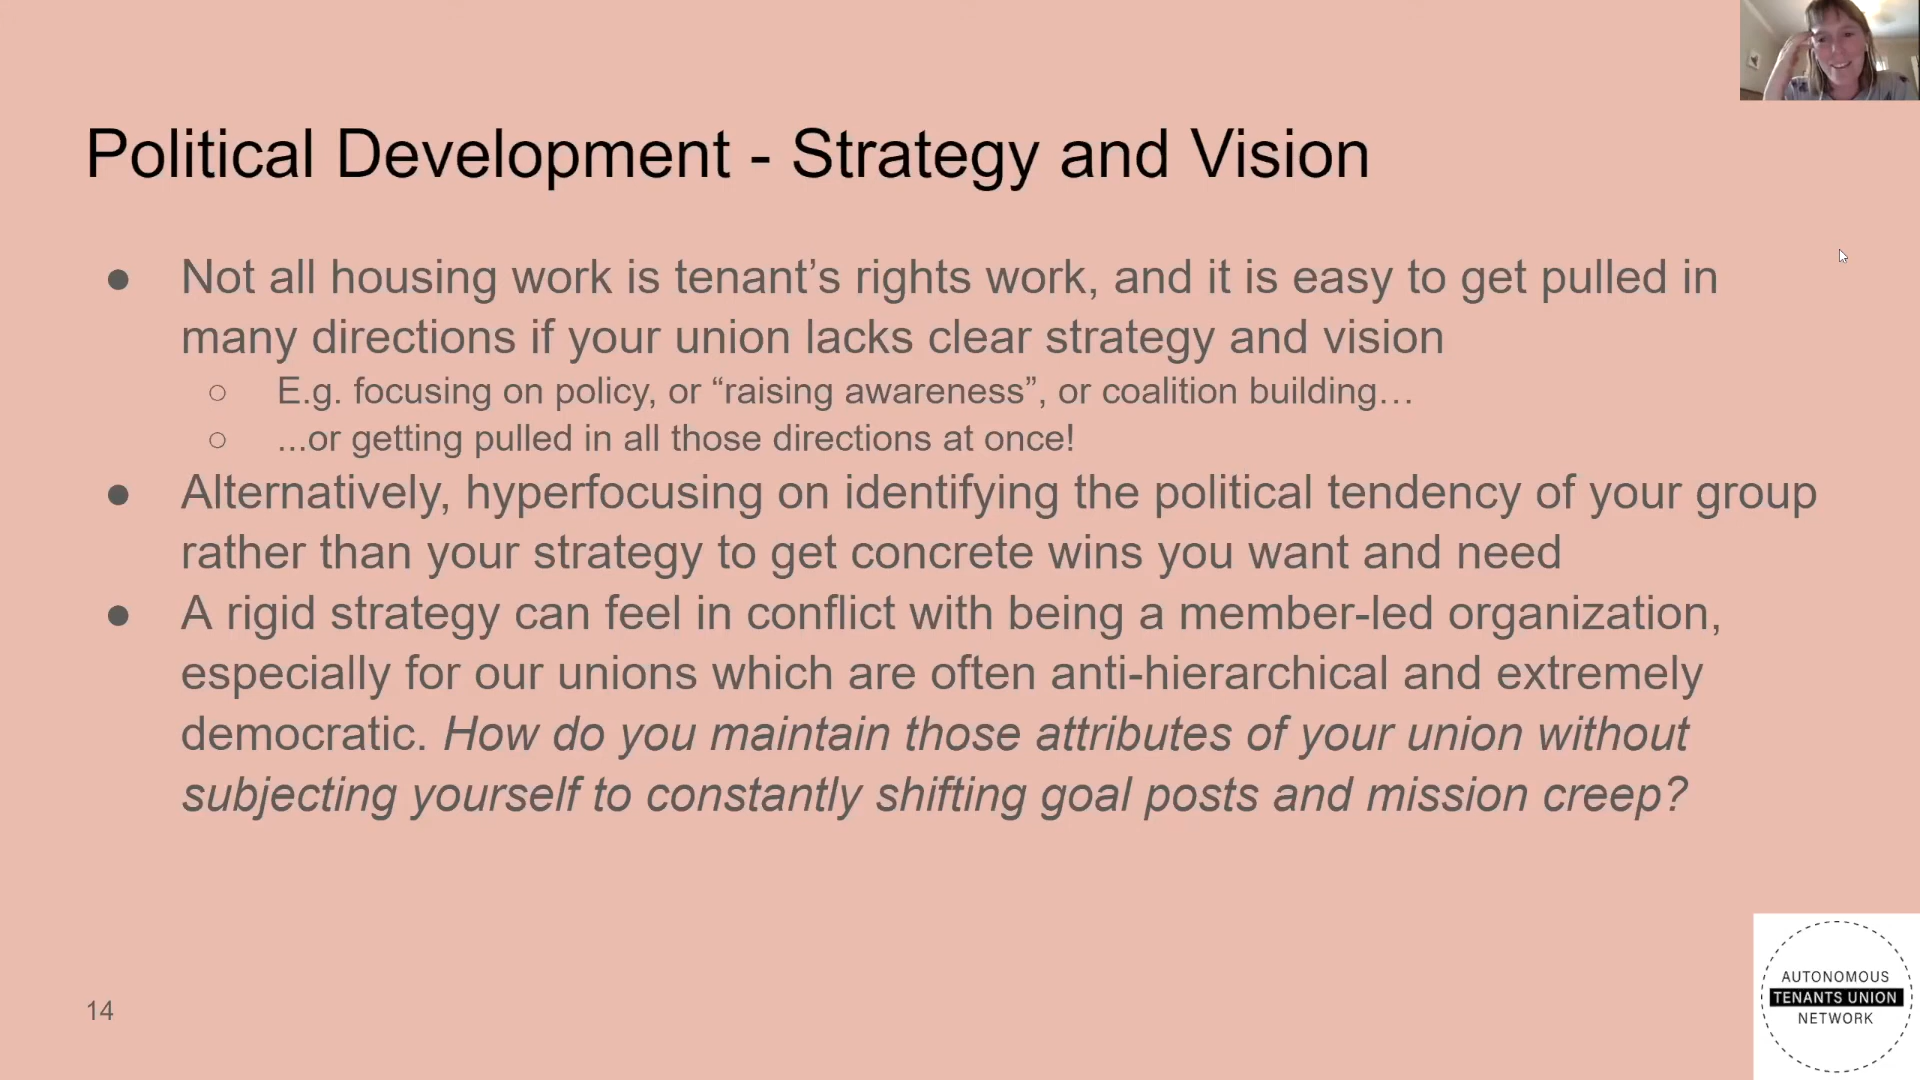 Political Development - Strategy and Vision
● Not all housing work is tenant’s rights work, and it is easy to get pulled in
many directions if your union lacks clear strategy and vision
○ E.g. focusing on policy, or “raising awareness”, or coalition building…
○ ...or getting pulled in all those directions at once!
● Alternatively, hyperfocusing on identifying the political tendency of your group
rather than your strategy to get concrete wins you want and need
● A rigid strategy can feel in conflict with being a member-led organization,
especially for our unions which are often anti-hierarchical and extremely
democratic. How do you maintain those attributes of your union without
subjecting yourself to constantly shifting goal posts and mission creep?
14
AUTONOMOUS
TENANTS UNION
NETWORK